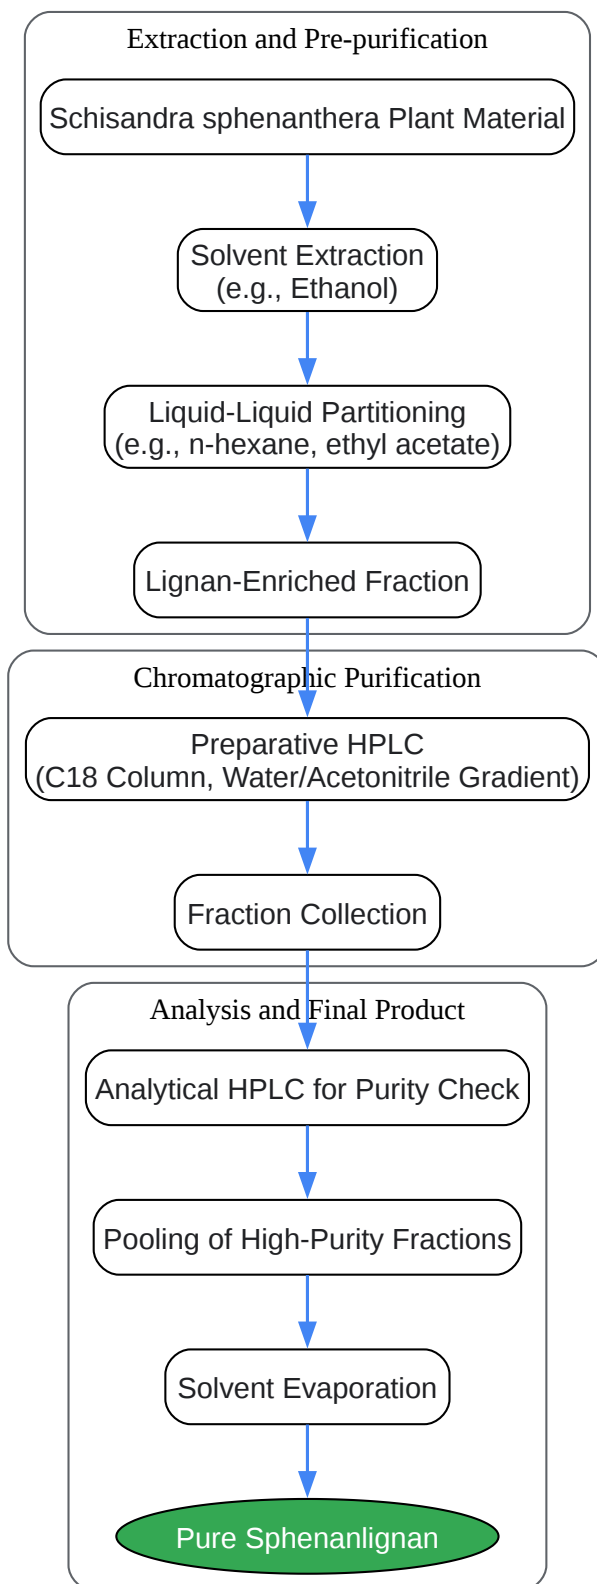 Extraction and Pre-purification
Schisandra sphenanthera Plant Material
Solvent Extraction
(e.g., Ethanol)
Liquid-Liquid Partitioning
(e.g., n-hexane, ethyl acetate)
Lignan-Enriched Fraction
Chromatographic Purification
Preparative HPLC
(C18 Column, Water/Acetonitrile Gradient)
Fraction Collection
Analysis and Final Product
Analytical HPLC for Purity Check
Pooling of High-Purity Fractions
Solvent Evaporation
Pure Sphenanlignan